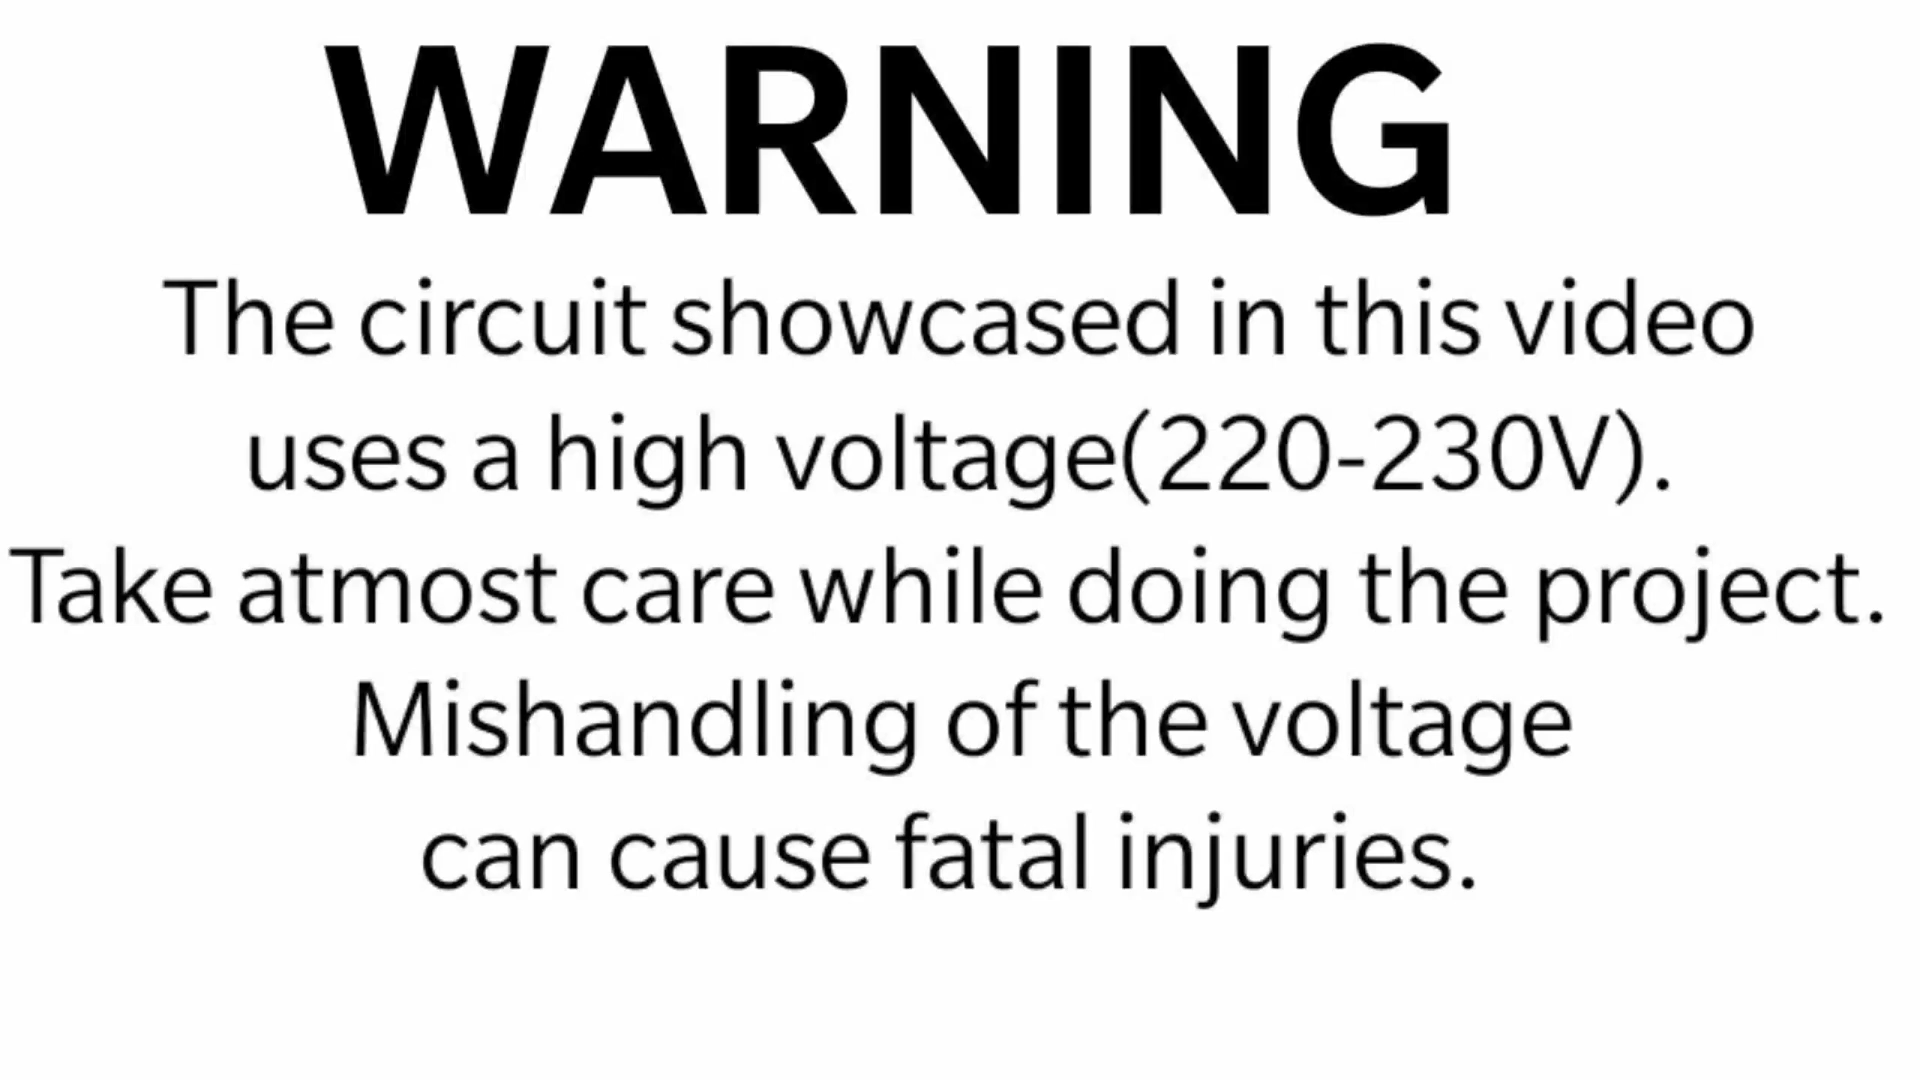 WARNING
The circuit showcased in this video
uses a high voltage(220-230V).
Take atmost care while doing the project.
Mishandling of the voltage
can cause fatal injuries.